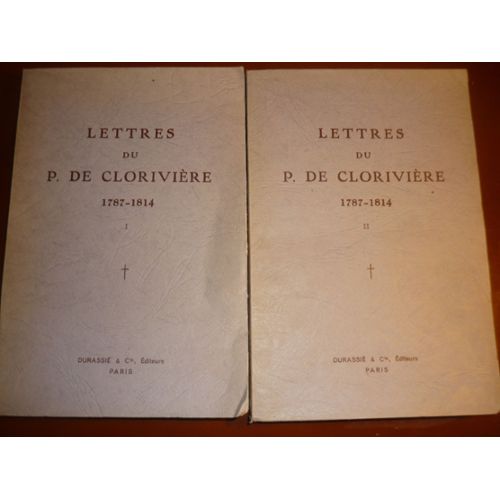 LETTRES
DU
P. DE CLORIVIÈRE
1787-1814
I
DURASSIÉ & Cie, Éditeurs
PARIS
LETTRES
DU
P. DE CLORIVIÈRE
1787-1814
II
DURASSIÉ & Cie, Éditeurs
PARIS